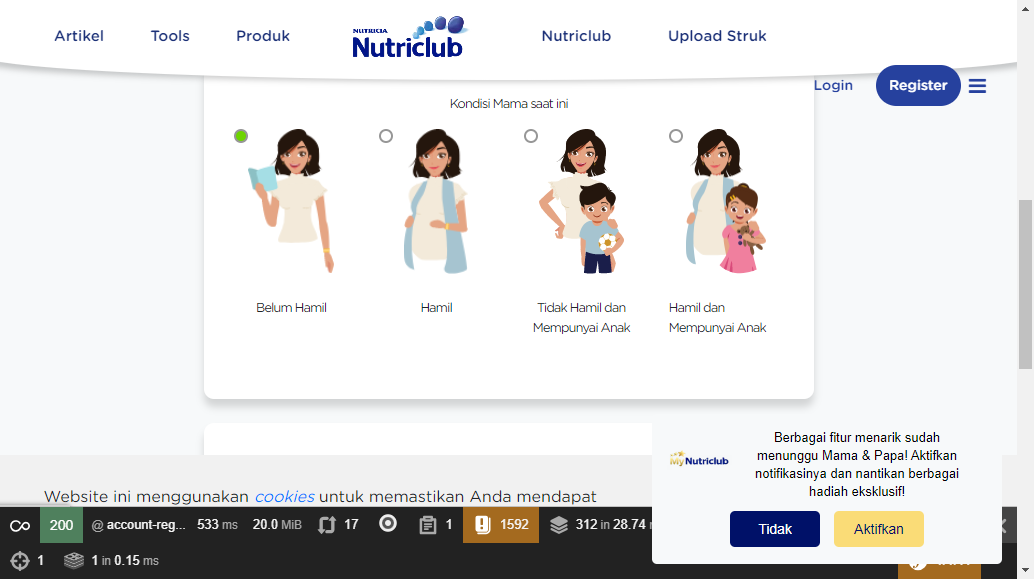 Artikel
Tools
Produk
NUTRICIA
Nutriclub
Nutriclub
Upload Struk
Login
Register
Kondisi Mama saat ini
Belum Hamil
Hamil
Tidak Hamil dan
Mempunyai Anak
Hamil dan
Mempunyai Anak
Berbagai fitur menarik sudah
menunggu Mama & Papa! Aktifkan
notifikasinya dan nantikan berbagai
hadiah eksklusif!
MyNutriclub
Tidak
Aktifkan
Website ini menggunakan cookies untuk memastikan Anda mendapat
200 @ account-reg... 533 ms 20.0 MiB 17 1 1592 312 in 28.74
1 1 in 0.15 ms